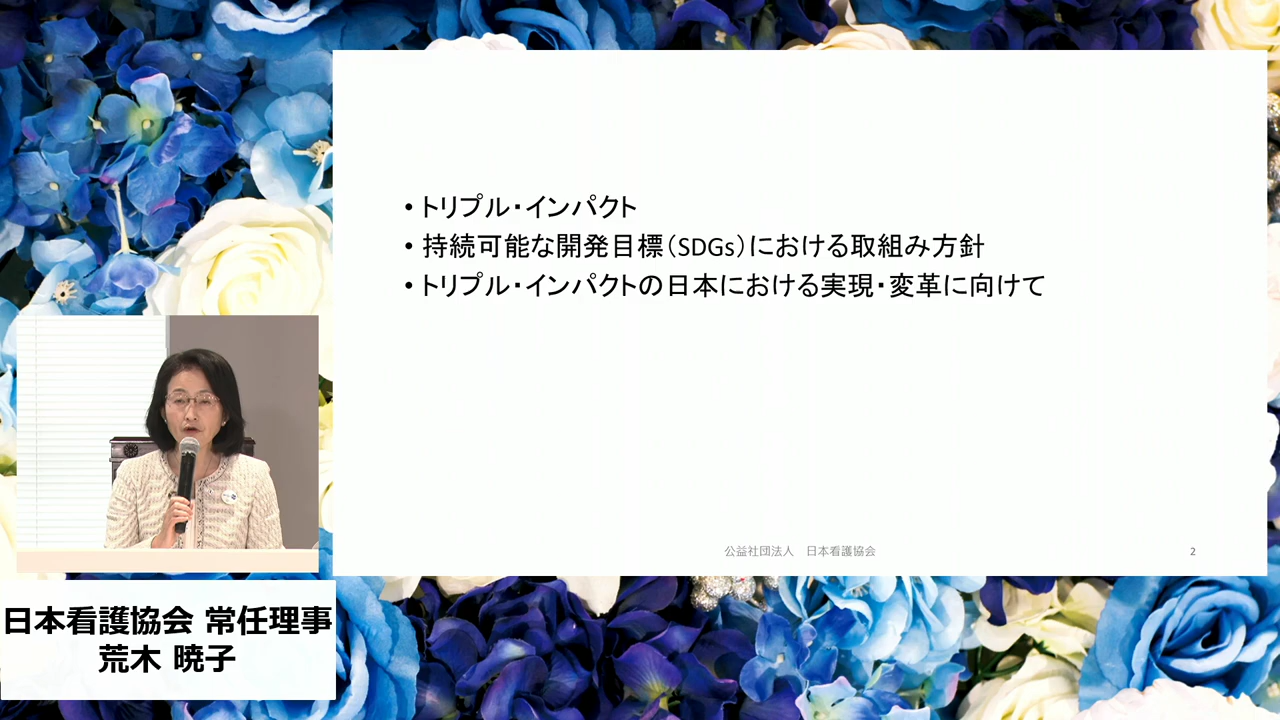 • トリプル・インパクト
• 持続可能な開発目標（SDGs）における取組み方針
• トリプル・インパクトの日本における実現・変革に向けて
公益社団法人　日本看護協会
2
日本看護協会 常任理事
荒木 暁子